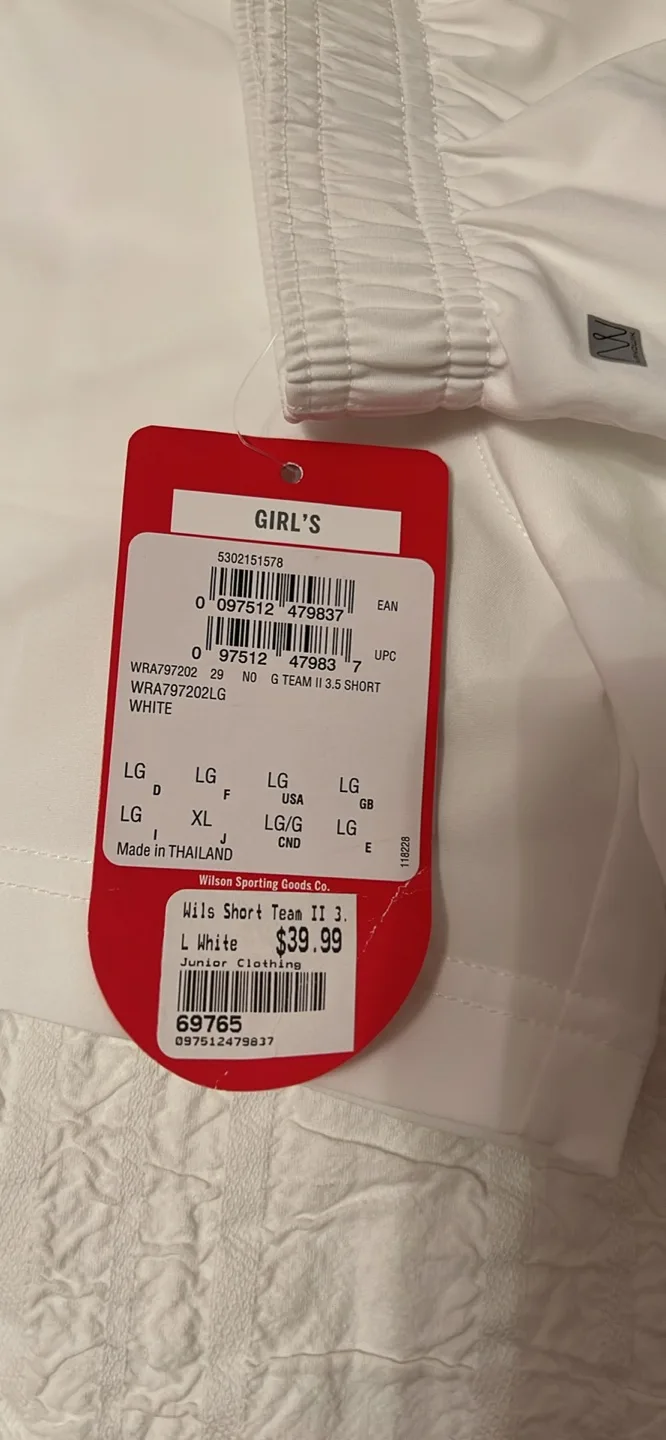 GIRL'S
5302151578
0 097512 479837 EAN
0 97512 47983 7 UPC
WRA797202 29 N0 G TEAM II 3.5 SHORT
WRA797202LG
WHITE
LG D LG F LG USA LG GB
LG I XL J LG/G CND LG E
Made in THAILAND
118228
Wilson Sporting Goods Co.
Wils Short Team II 3.
L White $39.99
Junior Clothing
69765
097512479837